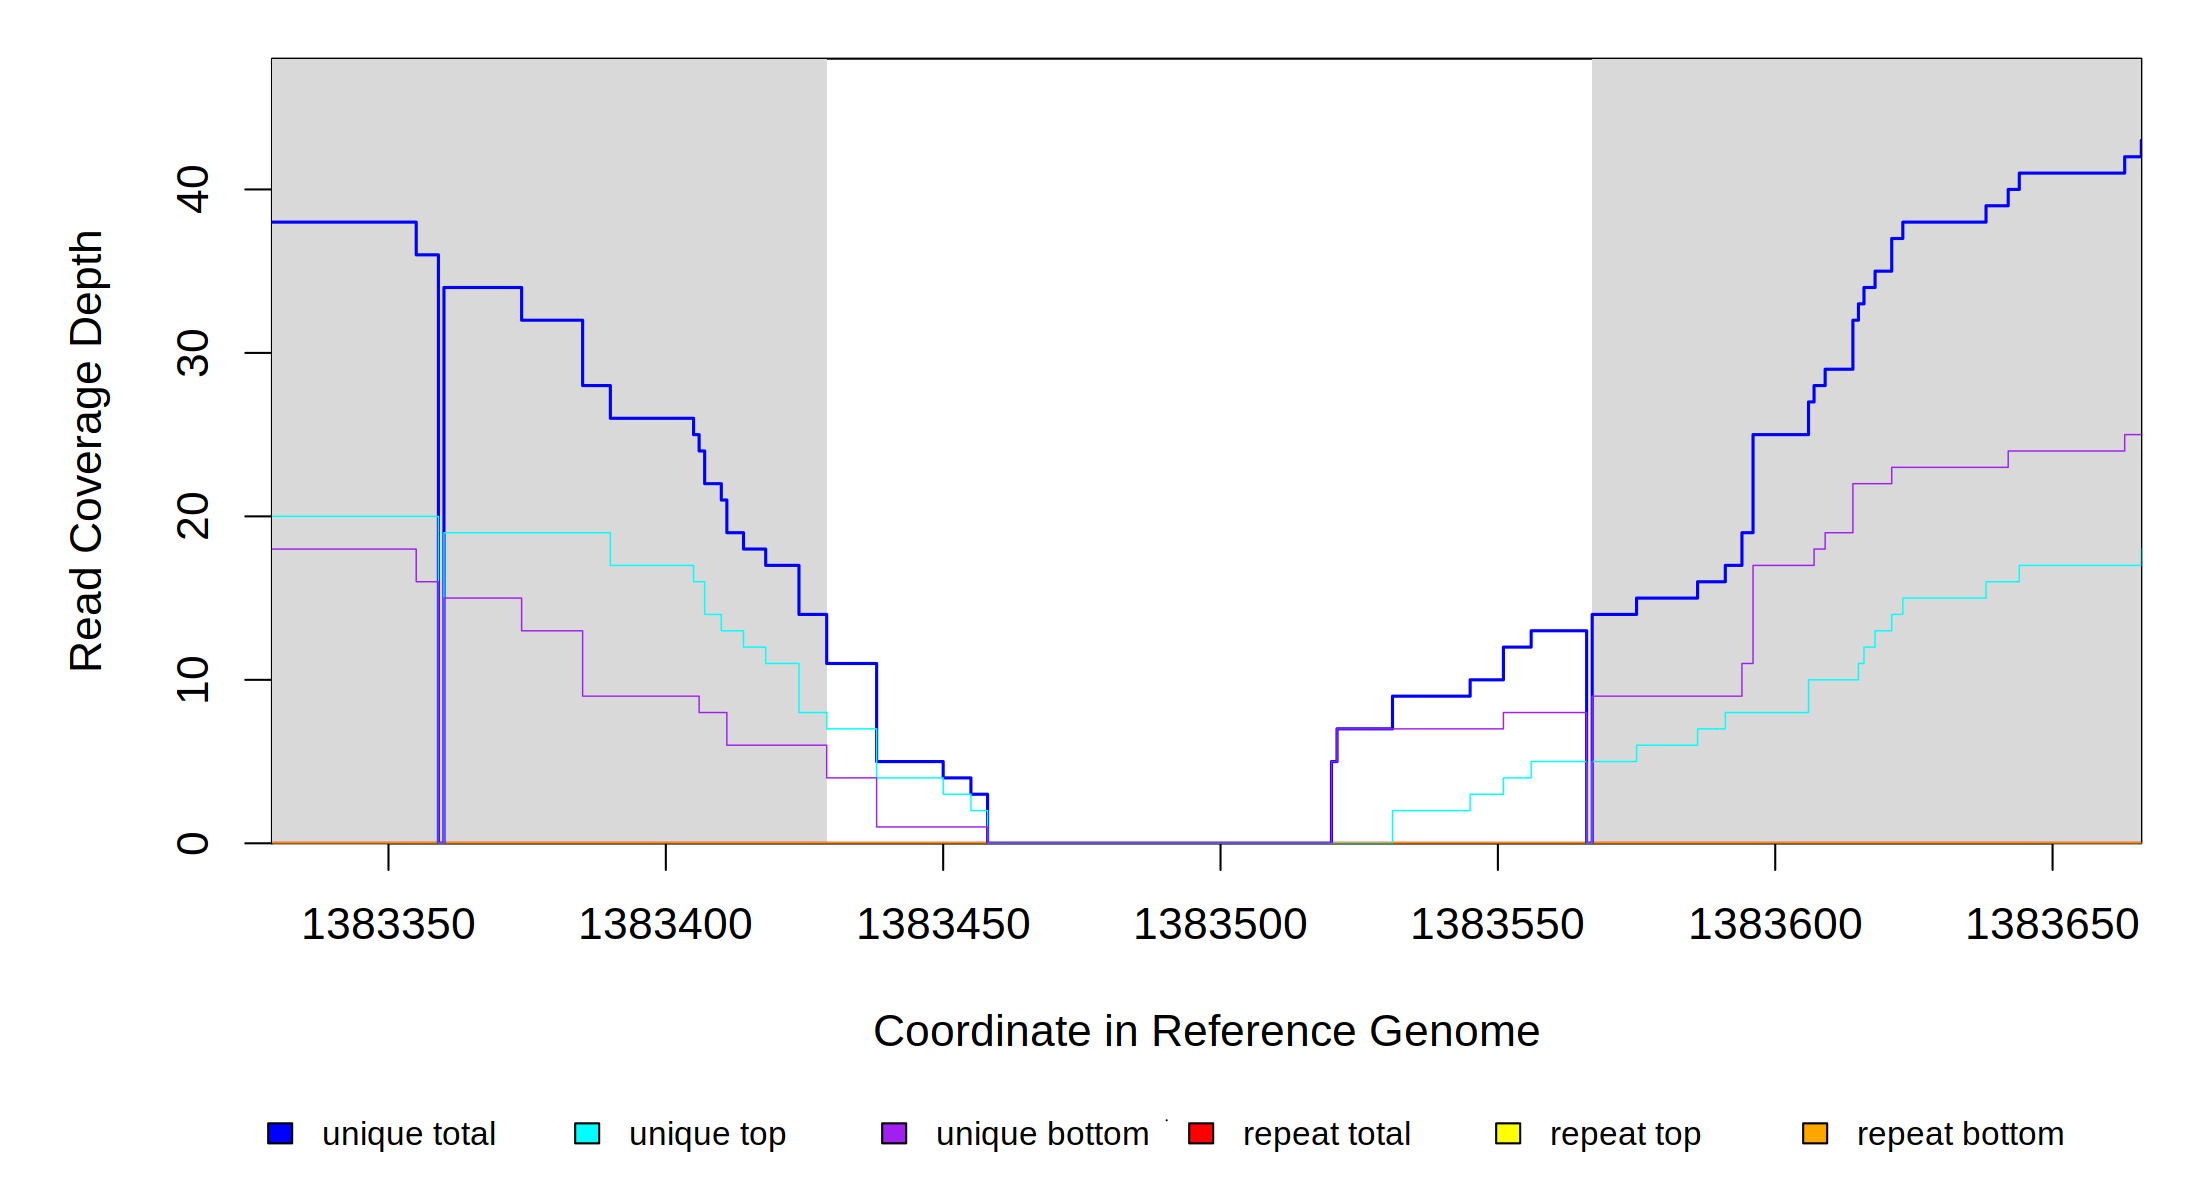 Read Coverage Depth
40
30
20
10
0
1383350 1383400 1383450 1383500 1383550 1383600 1383650
Coordinate in Reference Genome
unique total unique top unique bottom repeat total repeat top repeat bottom